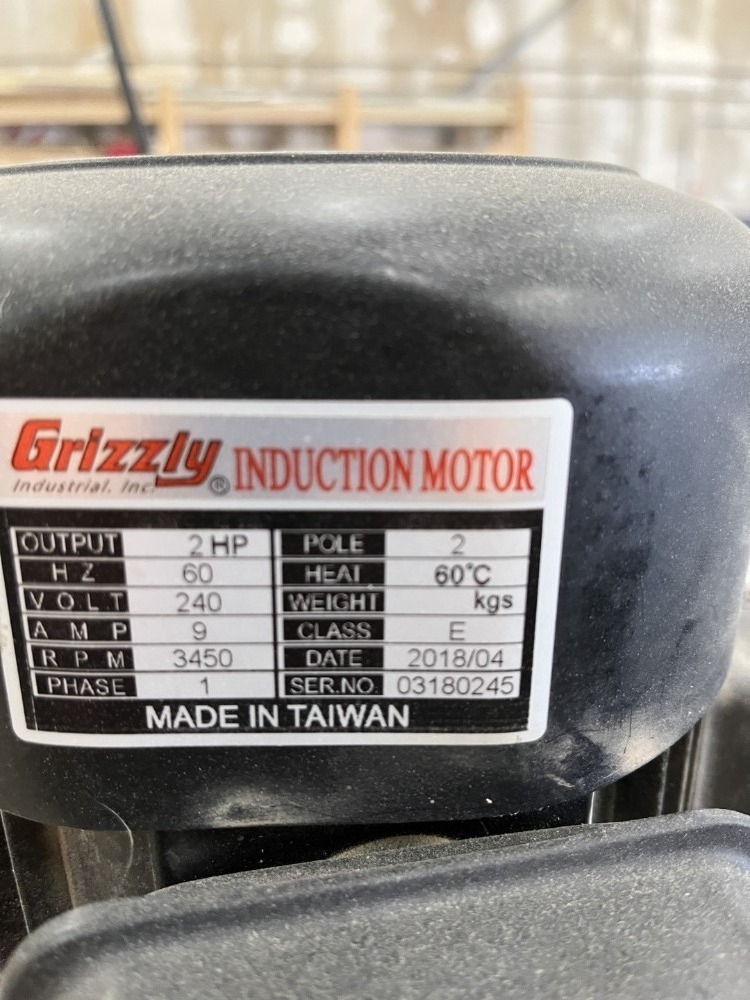 Grizzly
Industrial, Inc. ® INDUCTION MOTOR
OUTPUT 2 HP POLE 2
HZ 60 HEAT 60°C
VOLT 240 WEIGHT kgs
AMP 9 CLASS E
RPM 3450 DATE 2018/04
PHASE 1 SER.NO. 03180245
MADE IN TAIWAN